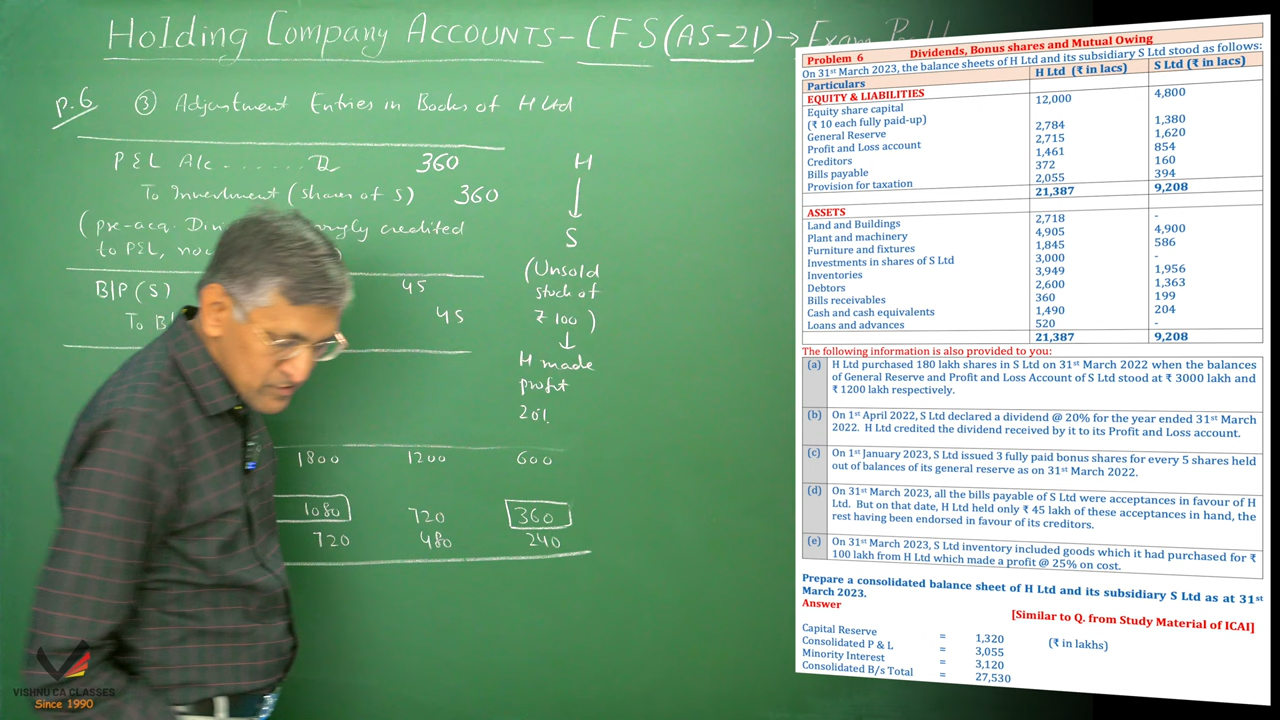 Holding Company Accounts - CFS (AS-21) → Exam
P.6 Adjustment Entries in Books of H Ltd
P&L A/c ....... Dr 360
To Investment (shares of S) 360
credited
to P&L, now
B/P (S) 45
To B 45
H
↓
S
(Unsold
stock of
₹ 100 )
↓
H made
profit
20%
1800 1200 600
1080 720 360
720 480 240
VISHNU CA CLASSES
Since 1990
Problem 6 Dividends, Bonus shares and Mutual Owing
On 31st March 2023, the balance sheets of H Ltd and its subsidiary S Ltd stood as follows:
Particulars H Ltd (₹ in lacs) S Ltd (₹ in lacs)
EQUITY & LIABILITIES
Equity share capital 12,000 4,800
(₹ 10 each fully paid-up)
General Reserve 2,784 1,380
Profit and Loss account 2,715 1,620
Creditors 1,461 854
Bills payable 372 160
Provision for taxation 2,055 394
21,387 9,208
ASSETS
Land and Buildings 2,718 -
Plant and machinery 4,905 4,900
Furniture and fixtures 1,845 586
Investments in shares of S Ltd 3,000 -
Inventories 3,949 1,956
Debtors 2,600 1,363
Bills receivables 360 199
Cash and cash equivalents 1,490 204
Loans and advances 520 -
21,387 9,208
The following information is also provided to you:
(a) H Ltd purchased 180 lakh shares in S Ltd on 31st March 2022 when the balances
of General Reserve and Profit and Loss Account of S Ltd stood at ₹ 3000 lakh and
₹ 1200 lakh respectively.
(b) On 1st April 2022, S Ltd declared a dividend @ 20% for the year ended 31st March
2022. H Ltd credited the dividend received by it to its Profit and Loss account.
(c) On 1st January 2023, S Ltd issued 3 fully paid bonus shares for every 5 shares held
out of balances of its general reserve as on 31st March 2022.
(d) On 31st March 2023, all the bills payable of S Ltd were acceptances in favour of H
Ltd. But on that date, H Ltd held only ₹ 45 lakh of these acceptances in hand, the
rest having been endorsed in favour of its creditors.
(e) On 31st March 2023, S Ltd inventory included goods which it had purchased for ₹
100 lakh from H Ltd which made a profit @ 25% on cost.
Prepare a consolidated balance sheet of H Ltd and its subsidiary S Ltd as at 31st
March 2023.
Answer [Similar to Q. from Study Material of ICAI]
Capital Reserve = 1,320 (₹ in lakhs)
Consolidated P & L = 3,055
Minority Interest = 3,120
Consolidated B/s Total = 27,530